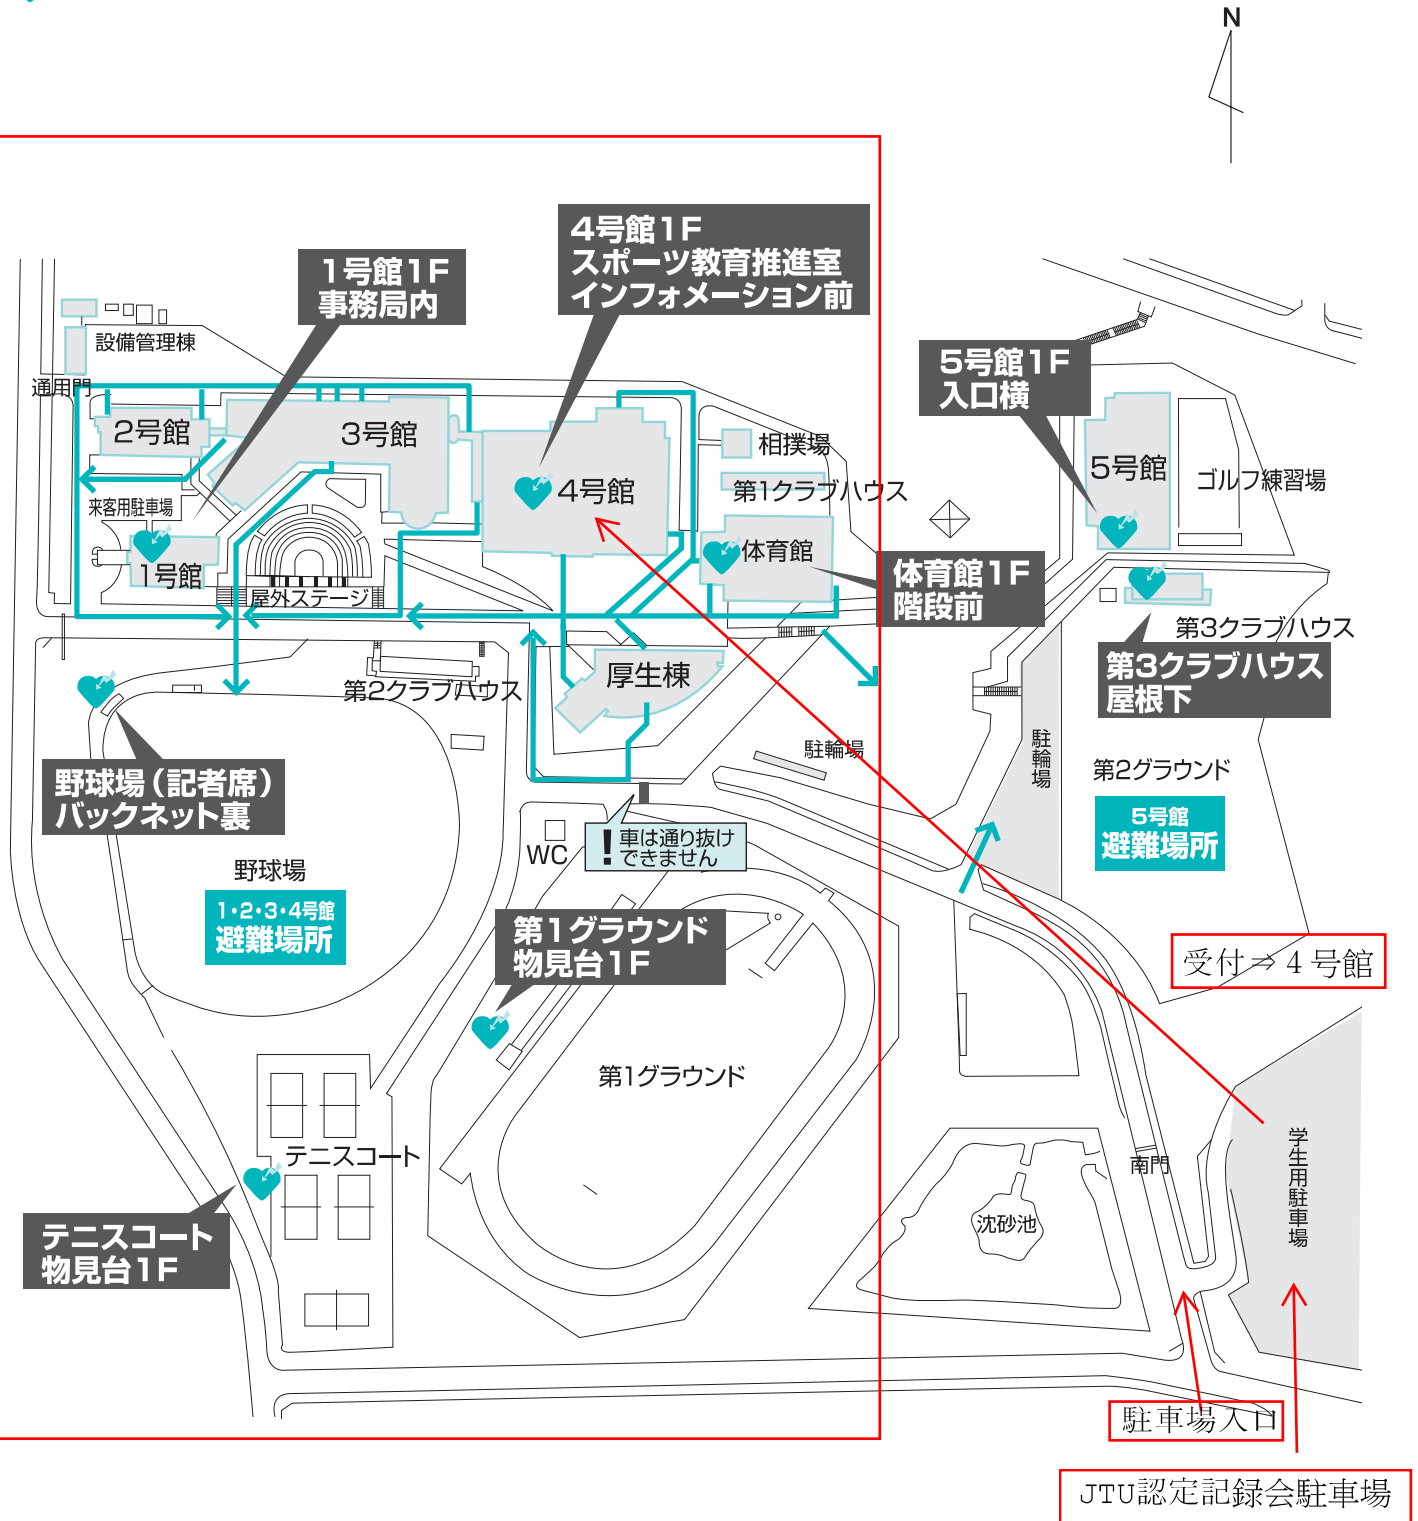 N
4号館1F
スポーツ教育推進室
インフォメーション前
1号館1F
事務局内
設備管理棟
通用門
5号館1F
入口横
2号館
3号館
相撲場
4号館
第1クラブハウス
5号館
ゴルフ練習場
来客用駐車場
体育館
1号館
体育館1F
階段前
屋外ステージ
第3クラブハウス
第3クラブハウス
屋根下
厚生棟
第2クラブハウス
駐輪場
駐輪場
第2グラウンド
野球場(記者席)
バックネット裏
5号館
避難場所
!車は通り抜け
できません
WC
野球場
1・2・3・4号館
避難場所
第1グラウンド
物見台1F
受付⇒4号館
第1グラウンド
学生用駐車場
テニスコート
南門
沈砂池
テニスコート
物見台1F
駐車場入口
JTU認定記録会駐車場